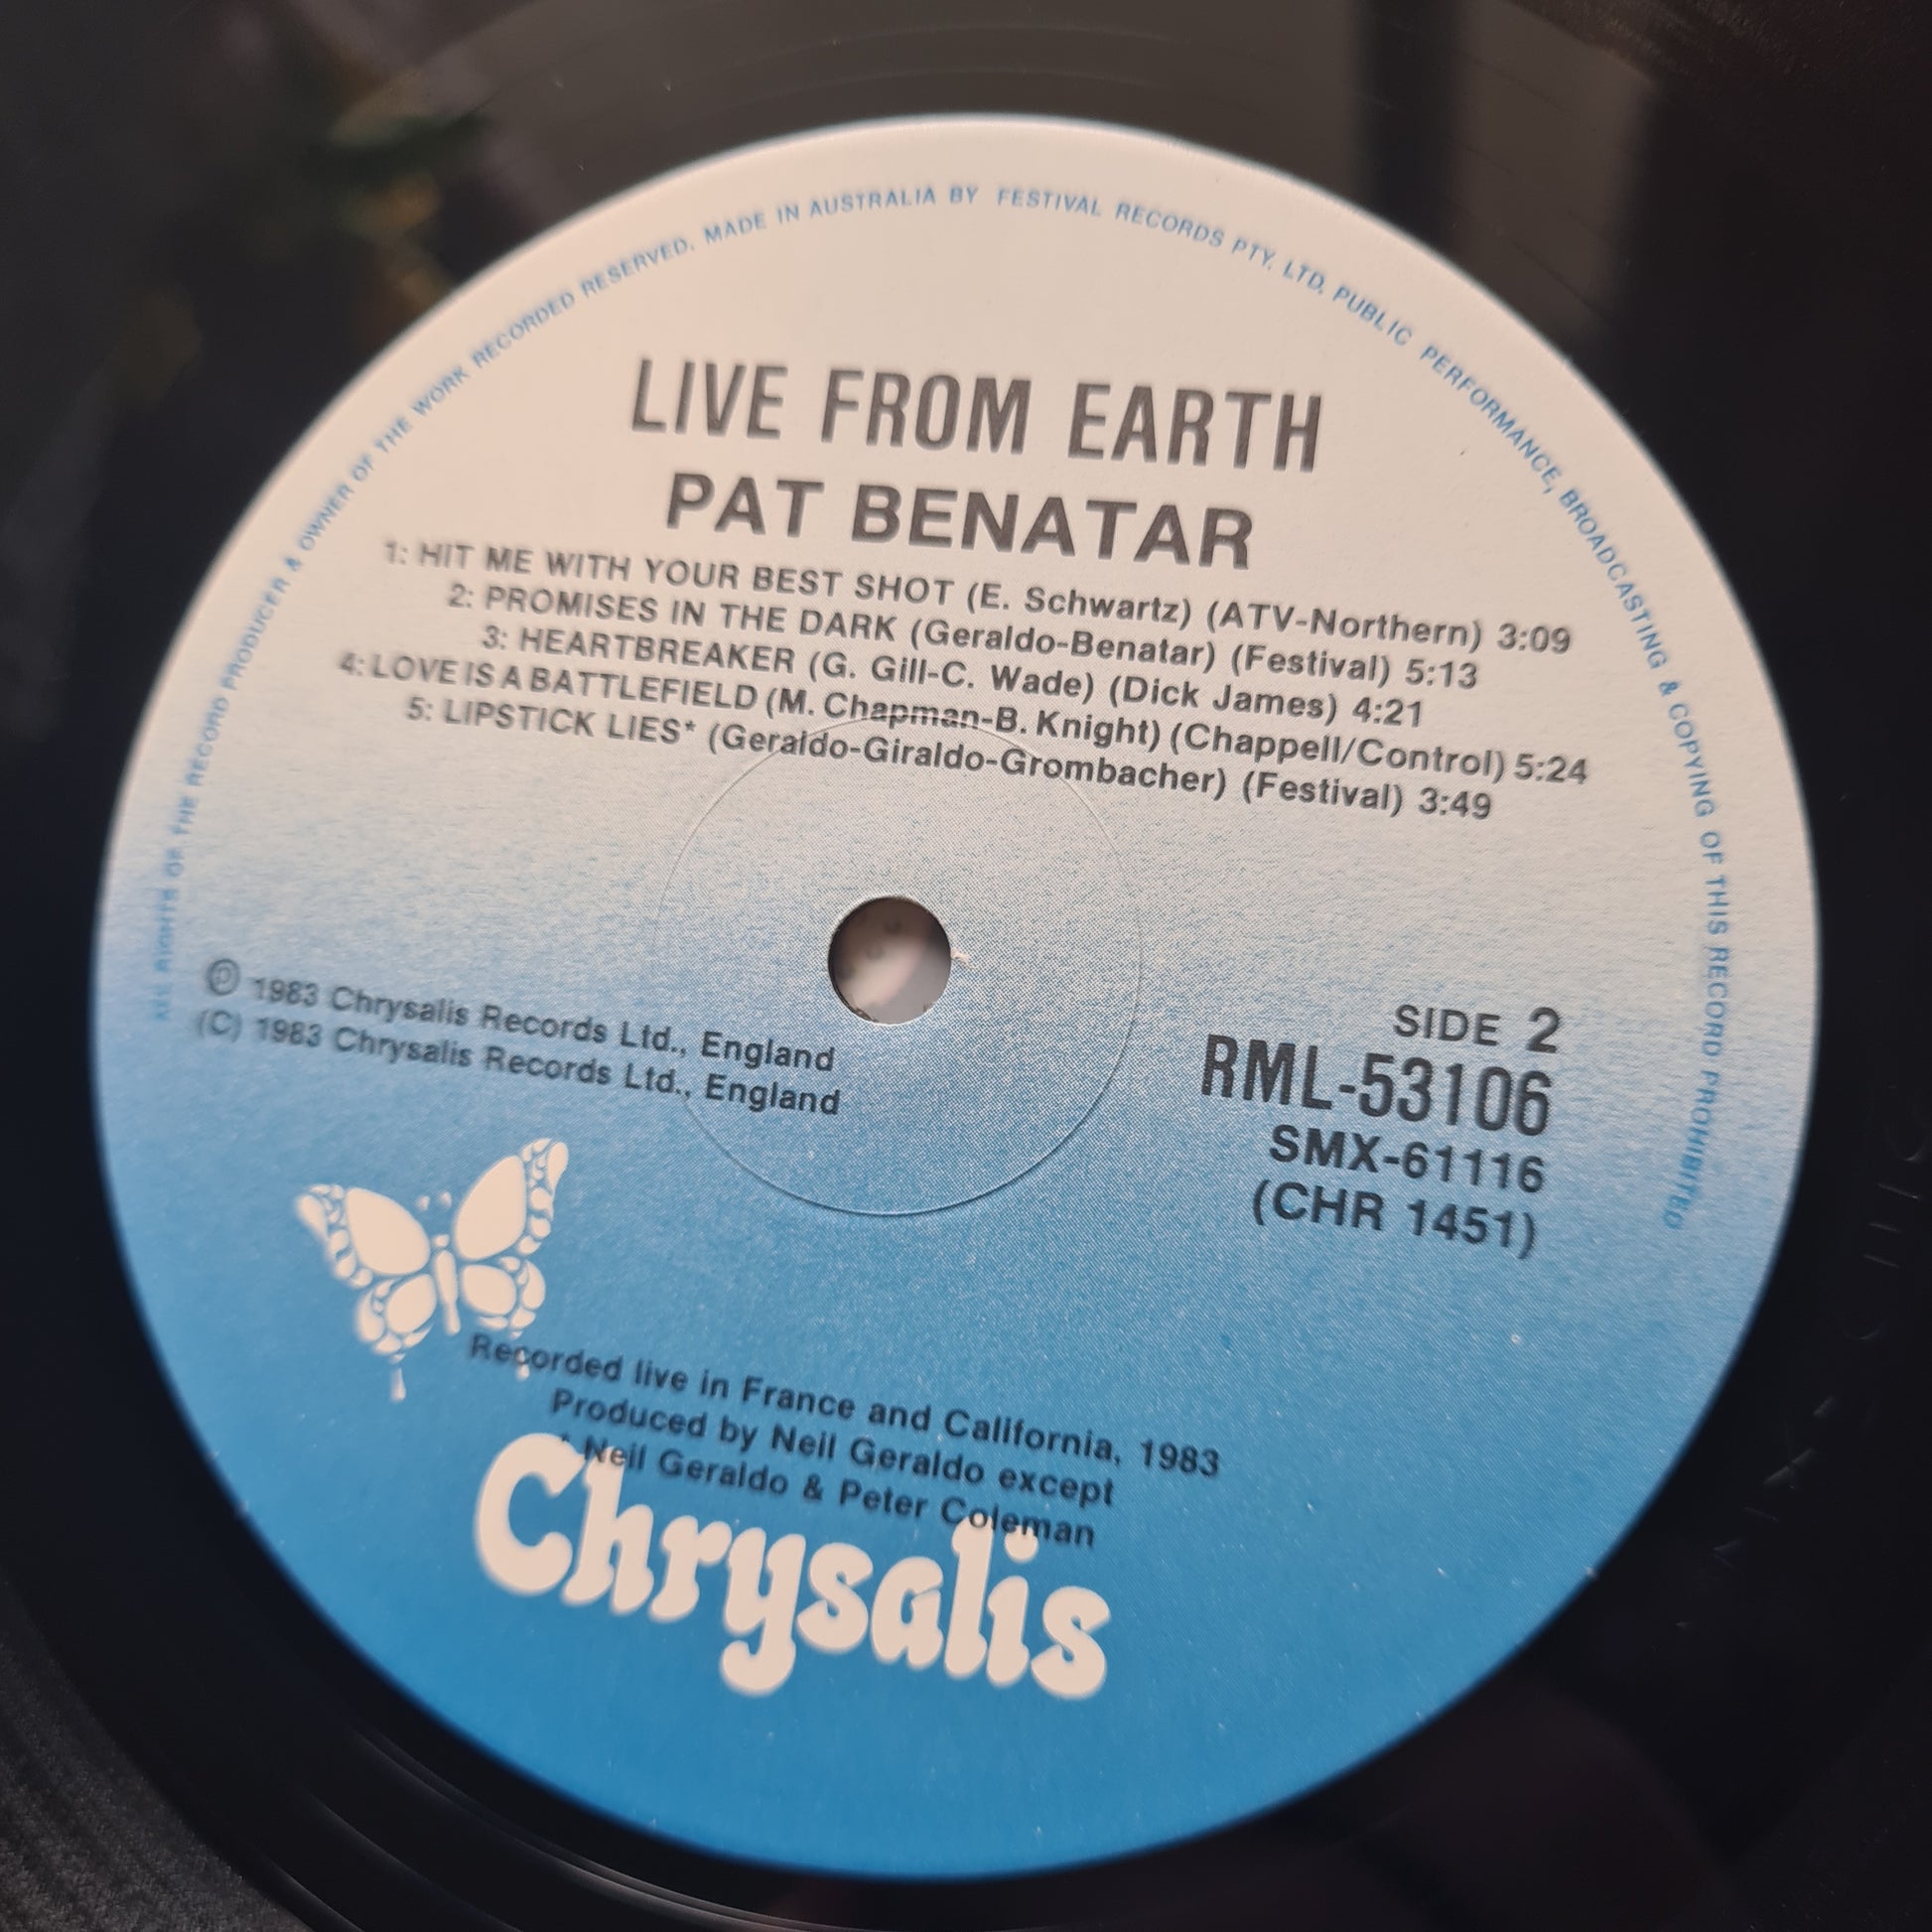 ALL RIGHTS OF THE RECORD PRODUCER & OWNER OF THE WORK RECORDED RESERVED. MADE IN AUSTRALIA BY FESTIVAL RECORDS PTY. LTD. PUBLIC PERFORMANCE, BROADCASTING & COPYING OF THIS RECORD PROHIBITED
LIVE FROM EARTH
PAT BENATAR
1: HIT ME WITH YOUR BEST SHOT (E. Schwartz) (ATV-Northern) 3:09
2: PROMISES IN THE DARK (Geraldo-Benatar) (Festival) 5:13
3: HEARTBREAKER (G. Gill-C. Wade) (Dick James) 4:21
4: LOVE IS A BATTLEFIELD (M. Chapman-B. Knight) (Chappell/Control) 5:24
5: LIPSTICK LIES* (Geraldo-Giraldo-Grombacher) (Festival) 3:49
℗ 1983 Chrysalis Records Ltd., England
(C) 1983 Chrysalis Records Ltd., England
SIDE 2
RML-53106
SMX-61116
(CHR 1451)
Recorded live in France and California, 1983
Produced by Neil Geraldo except
* Neil Geraldo & Peter Coleman
Chrysalis